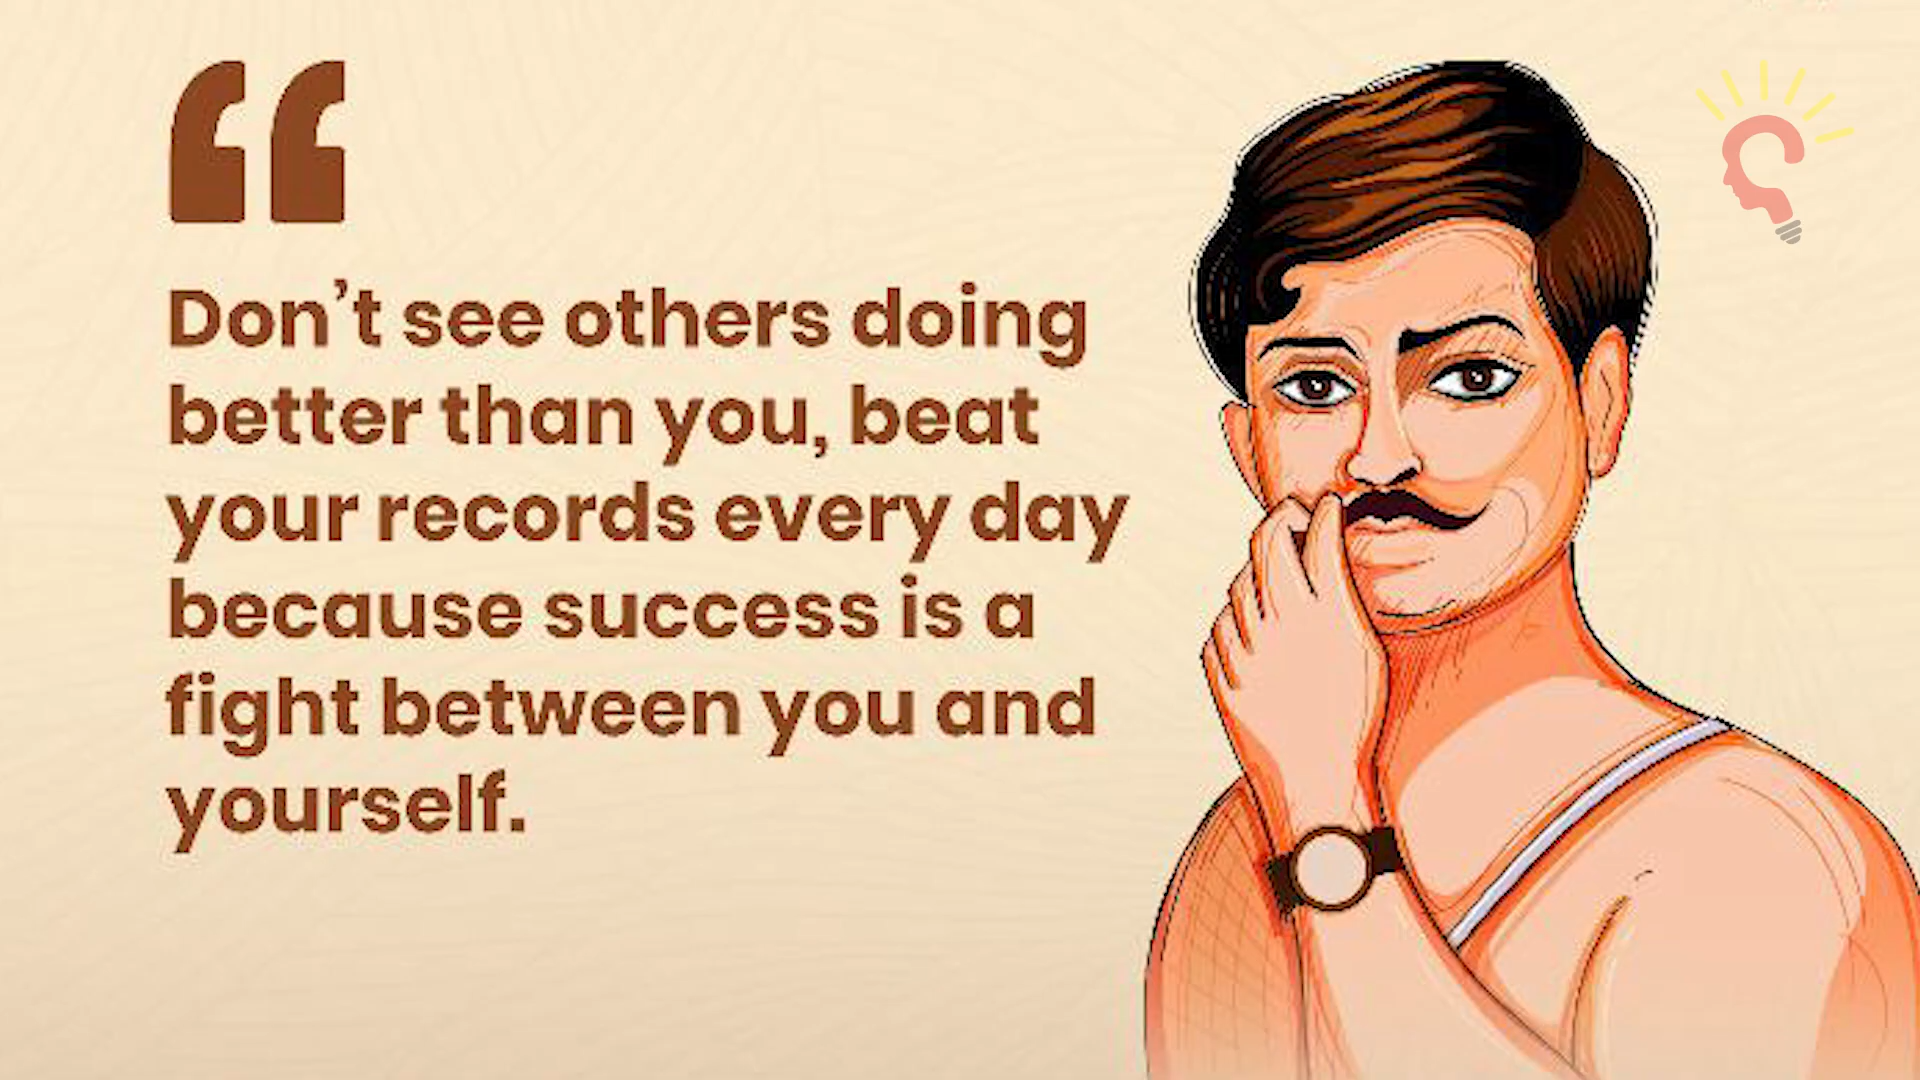 Don’t see others doing
better than you, beat
your records every day
because success is a
fight between you and
yourself.